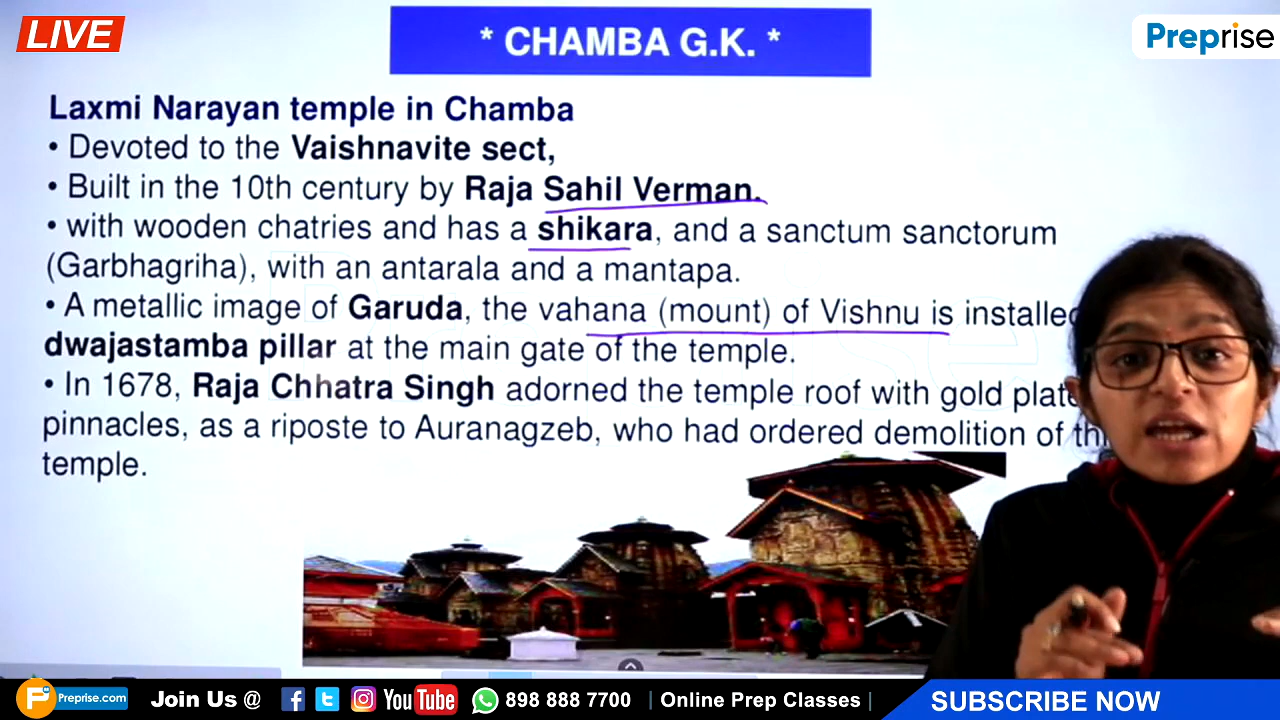 LIVE
* CHAMBA G.K. *
Preprise
Laxmi Narayan temple in Chamba
• Devoted to the Vaishnavite sect,
• Built in the 10th century by Raja Sahil Verman.
• with wooden chatries and has a shikara, and a sanctum sanctorum
(Garbhagriha), with an antarala and a mantapa.
• A metallic image of Garuda, the vahana (mount) of Vishnu is
dwajastamba pillar at the main gate of the temple.
• In 1678, Raja Chhatra Singh adorned the temple roof with gold
pinnacles, as a riposte to Auranagzeb, who had ordered demolition of
temple.
Preprise.com Join Us @ YouTube 898 888 7700 | Online Prep Classes | SUBSCRIBE NOW